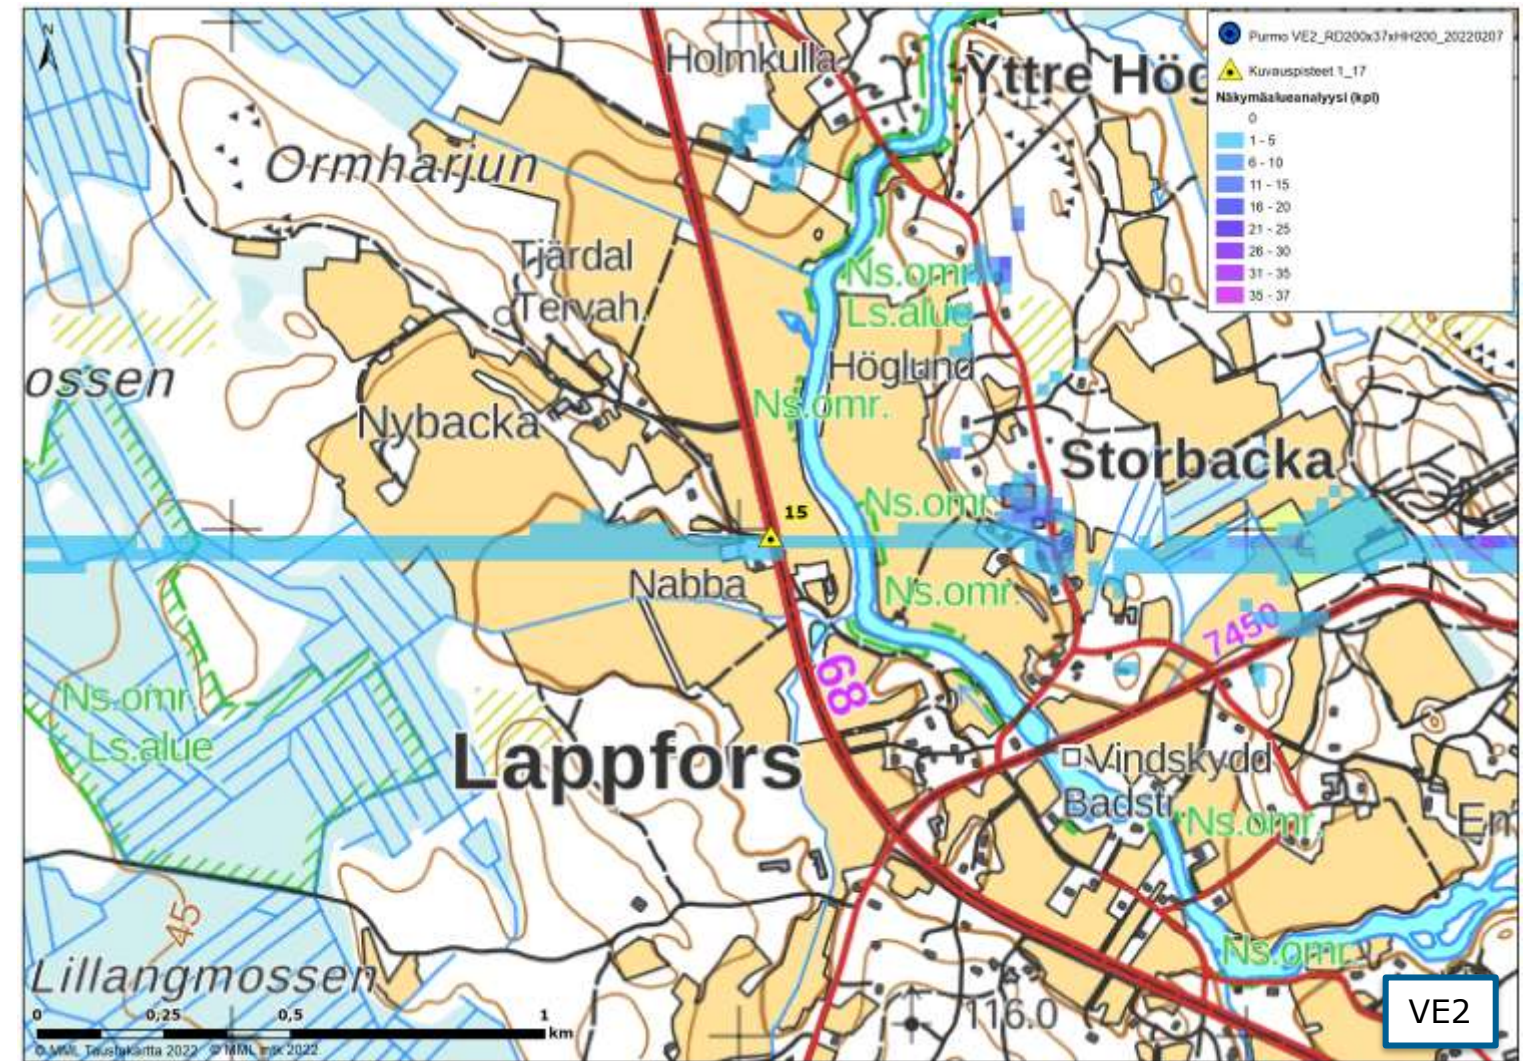 N
Holmkulla
Yttre Hög
Purmo VE2_RD200x37xHH200_20220207
Kuvauspisteet 1_17
Näkymäalueanalyysi (kpl)
0
1 - 5
6 - 10
11 - 15
16 - 20
21 - 25
26 - 30
31 - 35
35 - 37
Ormharjun
Tjärdal
Tervah.
Ns.omr.
Ls.alue
Höglund
ossen
Nybacka
Ns.omr.
Storbacka
Ns.omr.
15
Nabba
Ns.omr.
7450
68
Ns.omr.
Ls.alue
Lappfors
Vindskydd
Badstr.
Ns.omr.
En
45
Lillangmossen
Ns.omr.
116.0
VE2
0 0,25 0,5 1
km
© MML Taustakartta 2022 © MML mtk 2022